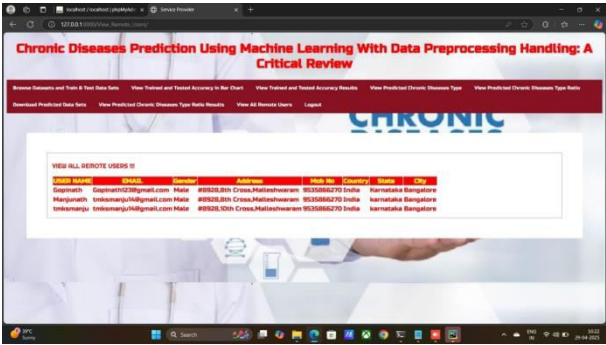 localhost / localhost | phpMyAdm
Service Provider
127.0.0.1:8000/View_Remote_Users/
Chronic Diseases Prediction Using Machine Learning With Data Preprocessing Handling: A
Critical Review
Browse Datasets and Train & Test Data Sets View Trained and Tested Accuracy in Bar Chart View Trained and Tested Accuracy Results View Predicted Chronic Diseases Type View Predicted Chronic Diseases Type Ratio
Download Predicted Data Sets View Predicted Chronic Diseases Type Ratio Results View All Remote Users Logout
CHRONIC
DISEASES
VIEW ALL REMOTE USERS !!!
USER NAME EMAIL Gender Address Mob No Country State City
Gopinath Gopinath123@gmail.com Male #8928,8th Cross,Malleshwaram 9535866270 India Karnataka Bangalore
Manjunath tmksmanju14@gmail.com Male #8928,8th Cross,Malleshwaram 9535866270 India karnataka Bangalore
tmksmanju tmksmanju14@gmail.com Male #8928,10th Cross,Malleshwaram 9535866270 India karnataka Bangalore
39°C
Sunny
Search
ENG
IN
10:22
29-04-2025